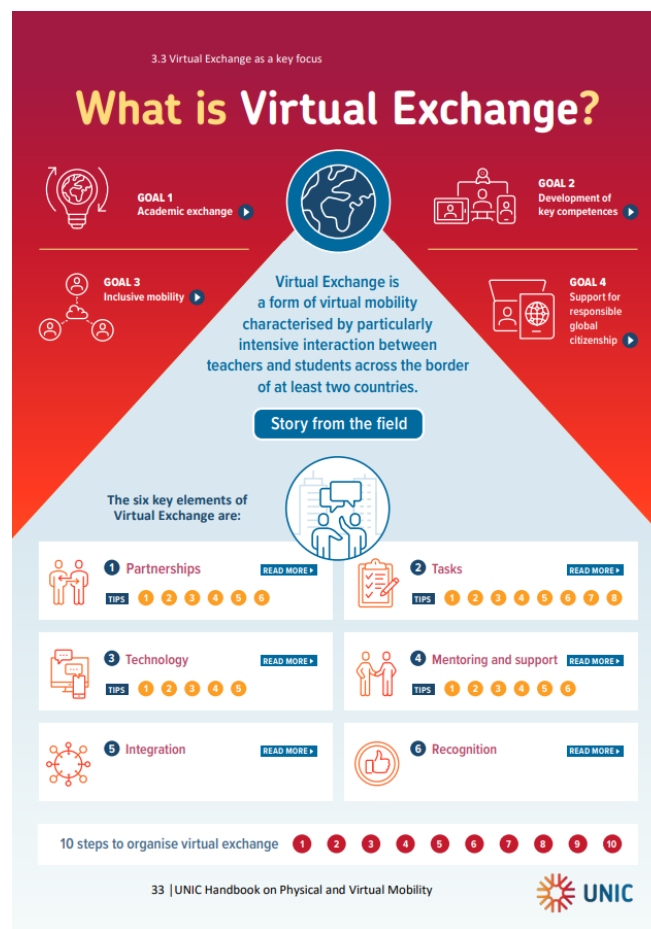 3.3 Virtual Exchange as a key focus
What is Virtual Exchange?
GOAL 1
Academic exchange
GOAL 2
Development of
key competences
GOAL 3
Inclusive mobility
GOAL 4
Support for
responsible
global
citizenship
Virtual Exchange is
a form of virtual mobility
characterised by particularly
intensive interaction between
teachers and students across the border
of at least two countries.
Story from the field
The six key elements of
Virtual Exchange are:
1 Partnerships READ MORE
TIPS 1 2 3 4 5 6
2 Tasks READ MORE
TIPS 1 2 3 4 5 6 7 8
3 Technology READ MORE
TIPS 1 2 3 4 5
4 Mentoring and support READ MORE
TIPS 1 2 3 4 5 6
5 Integration READ MORE
6 Recognition READ MORE
10 steps to organise virtual exchange 1 2 3 4 5 6 7 8 9 10
33 |UNIC Handbook on Physical and Virtual Mobility
UNIC